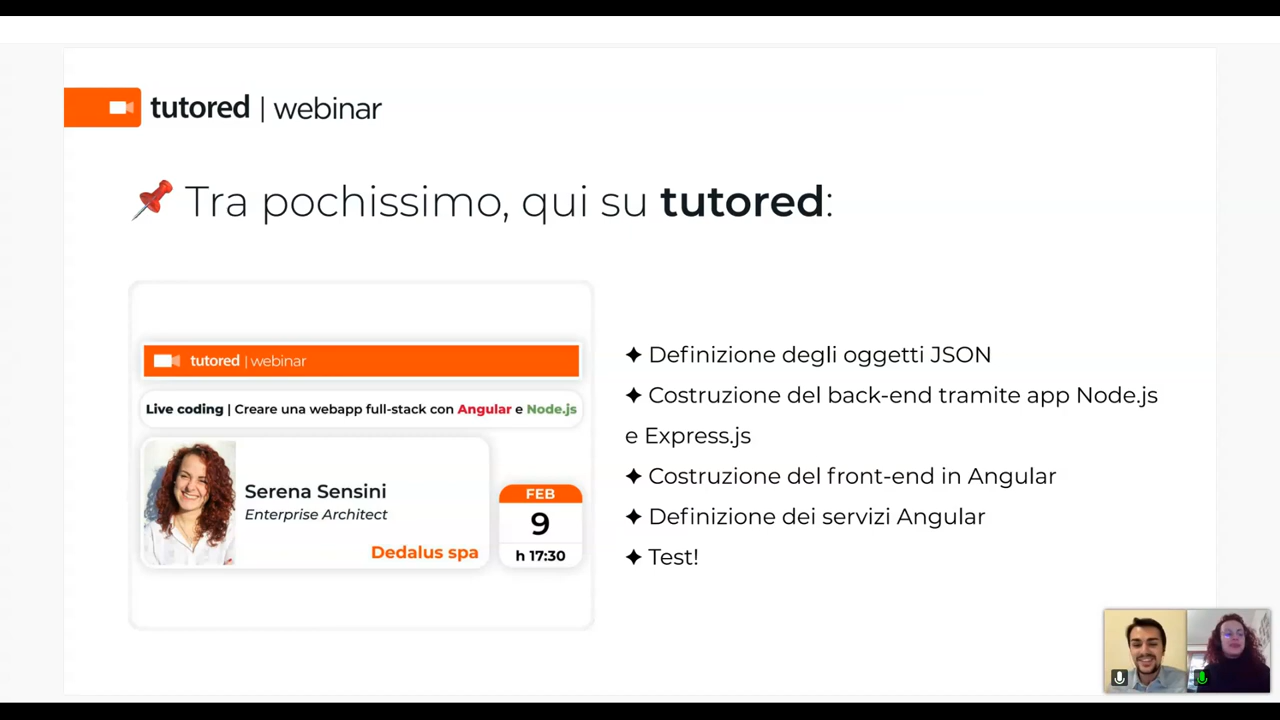 tutored | webinar
📌 Tra pochissimo, qui su tutored:
tutored | webinar
Live coding | Creare una webapp full-stack con Angular e Node.js
Serena Sensini
Enterprise Architect
Dedalus spa
FEB
9
h 17:30
✦ Definizione degli oggetti JSON
✦ Costruzione del back-end tramite app Node.js
e Express.js
✦ Costruzione del front-end in Angular
✦ Definizione dei servizi Angular
✦ Test!